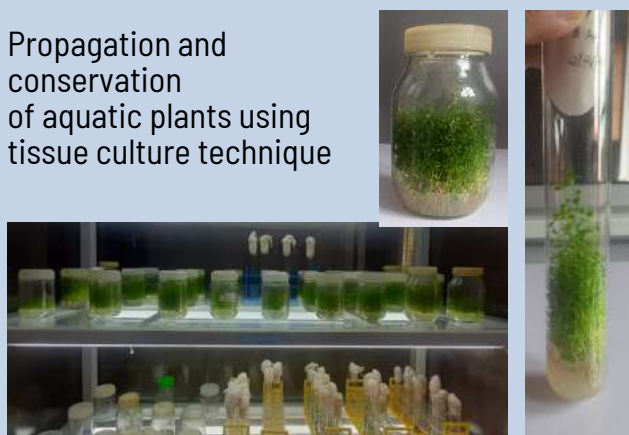 Propagation and
conservation
of aquatic plants using
tissue culture technique